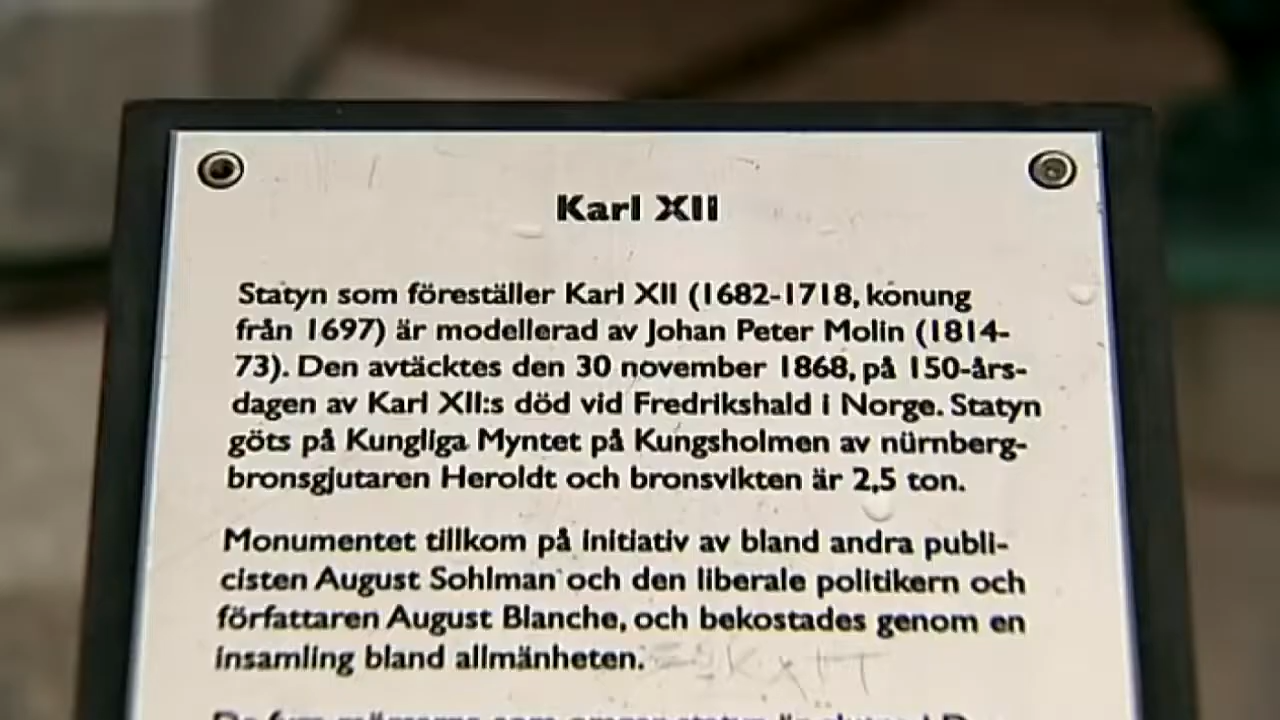 Karl XII
Statyn som föreställer Karl XII (1682-1718, konung
från 1697) är modellerad av Johan Peter Molin (1814-
73). Den avtäcktes den 30 november 1868, på 150-års-
dagen av Karl XII:s död vid Fredrikshald i Norge. Statyn
göts på Kungliga Myntet på Kungsholmen av nürnberg-
bronsgjutaren Heroldt och bronsvikten är 2,5 ton.
Monumentet tillkom på initiativ av bland andra publi-
cisten August Sohlman och den liberale politikern och
författaren August Blanche, och bekostades genom en
insamling bland allmänheten.